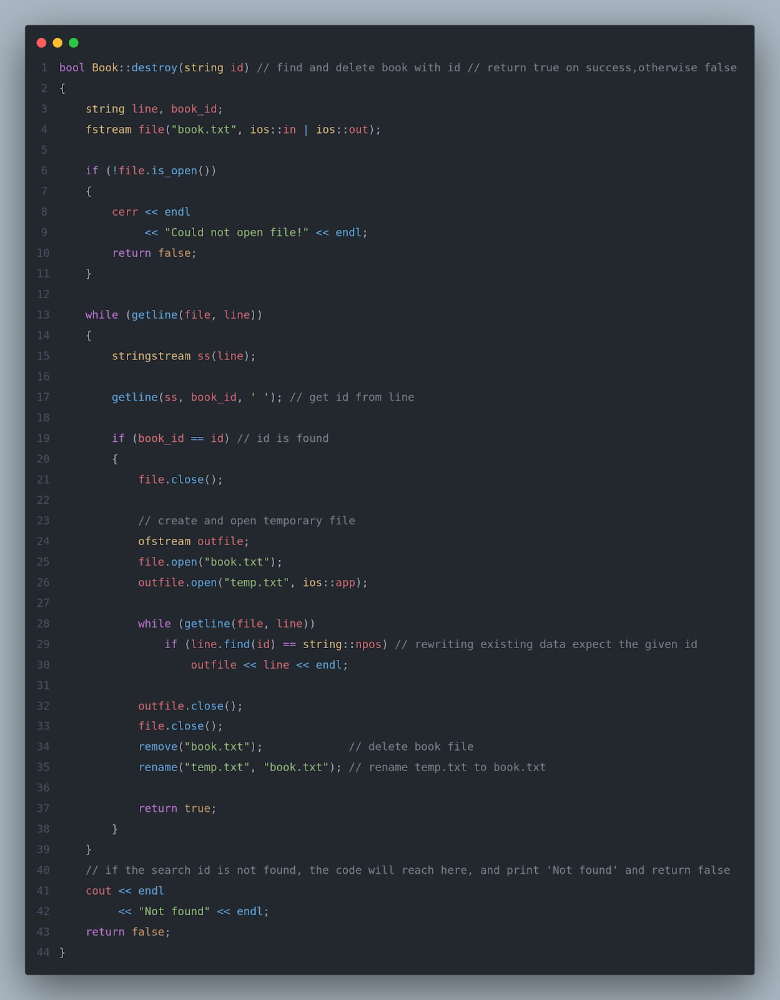 1 bool Book::destroy(string id) // find and delete book with id // return true on success,otherwise false
2 {
3     string line, book_id;
4     fstream file("book.txt", ios::in | ios::out);
5
6     if (!file.is_open())
7     {
8         cerr << endl
9              << "Could not open file!" << endl;
10         return false;
11     }
12
13     while (getline(file, line))
14     {
15         stringstream ss(line);
16
17         getline(ss, book_id, ' '); // get id from line
18
19         if (book_id == id) // id is found
20         {
21             file.close();
22
23             // create and open temporary file
24             ofstream outfile;
25             file.open("book.txt");
26             outfile.open("temp.txt", ios::app);
27
28             while (getline(file, line))
29                 if (line.find(id) == string::npos) // rewriting existing data expect the given id
30                     outfile << line << endl;
31
32             outfile.close();
33             file.close();
34             remove("book.txt");             // delete book file
35             rename("temp.txt", "book.txt"); // rename temp.txt to book.txt
36
37             return true;
38         }
39     }
40     // if the search id is not found, the code will reach here, and print 'Not found' and return false
41     cout << endl
42          << "Not found" << endl;
43     return false;
44 }